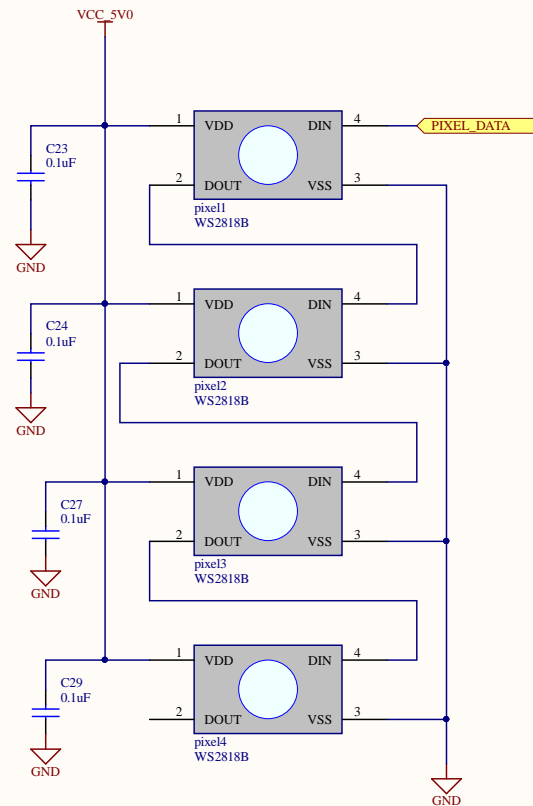 VCC_5V0
1 VDD DIN 4 PIXEL_DATA
C23
0.1uF
2 DOUT VSS 3
pixel1
WS2818B
GND
1 VDD DIN 4
C24
0.1uF
2 DOUT VSS 3
pixel2
WS2818B
GND
1 VDD DIN 4
C27
0.1uF
2 DOUT VSS 3
pixel3
WS2818B
GND
1 VDD DIN 4
C29
0.1uF
2 DOUT VSS 3
pixel4
WS2818B
GND
GND